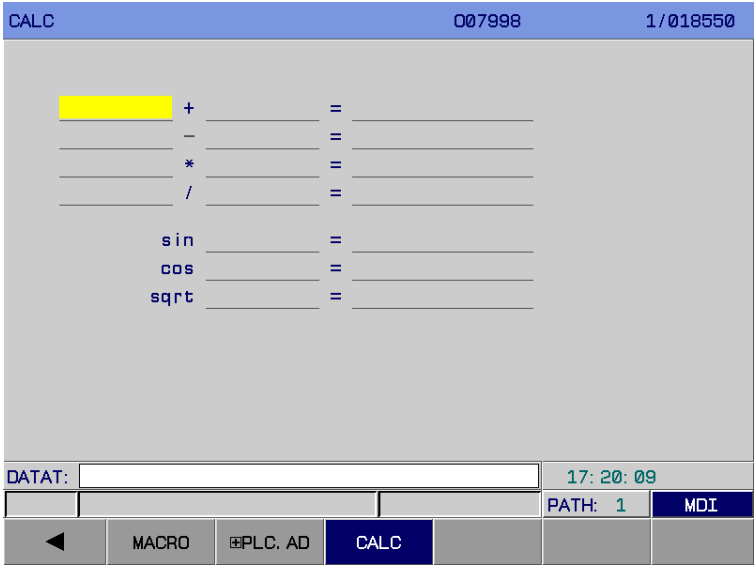 CALC O07998 1/018550
+ =
- =
* =
/ =
sin =
cos =
sqrt =
DATAT: 17:20:09
PATH: 1 MDI
◀ MACRO ⊞PLC. AD CALC